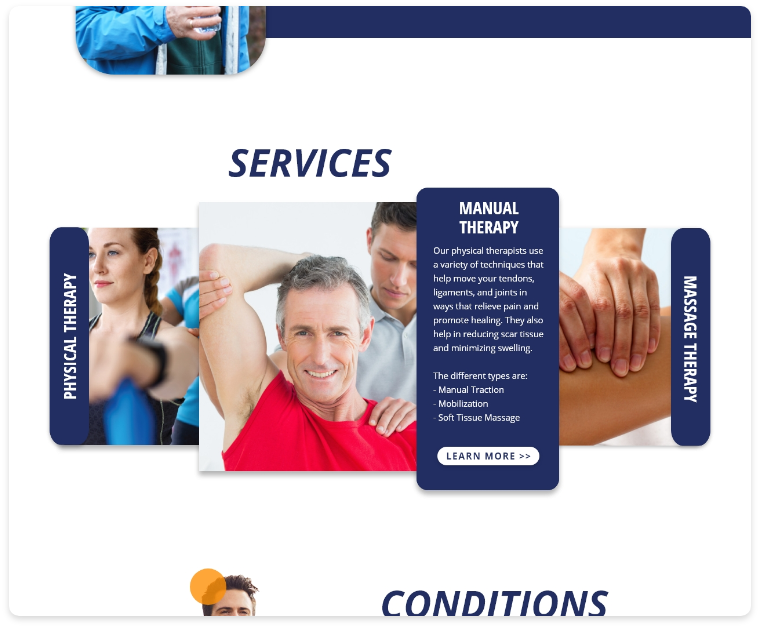 SERVICES
PHYSICAL THERAPY
MANUAL
THERAPY
Our physical therapists use
a variety of techniques that
help move your tendons,
ligaments, and joints in
ways that relieve pain and
promote healing. They also
help in reducing scar tissue
and minimizing swelling.
The different types are:
- Manual Traction
- Mobilization
- Soft Tissue Massage
LEARN MORE >>
MASSAGE THERAPY
CONDITIONS